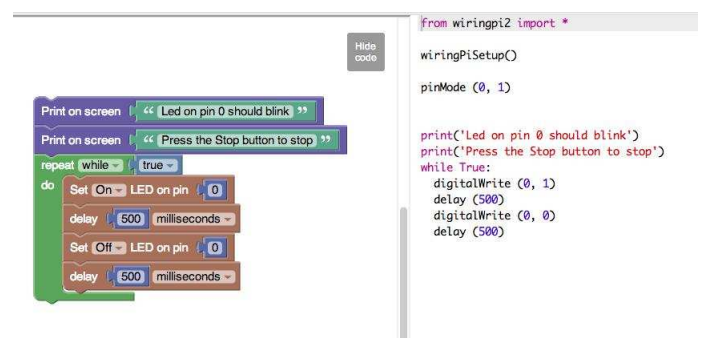 Hide
code
Print on screen “ Led on pin 0 should blink ”
Print on screen “ Press the Stop button to stop ”
repeat while true
do
Set On LED on pin 0
delay 500 milliseconds
Set Off LED on pin 0
delay 500 milliseconds
from wiringpi2 import *
wiringPiSetup()
pinMode (0, 1)
print('Led on pin 0 should blink')
print('Press the Stop button to stop')
while True:
  digitalWrite (0, 1)
  delay (500)
  digitalWrite (0, 0)
  delay (500)